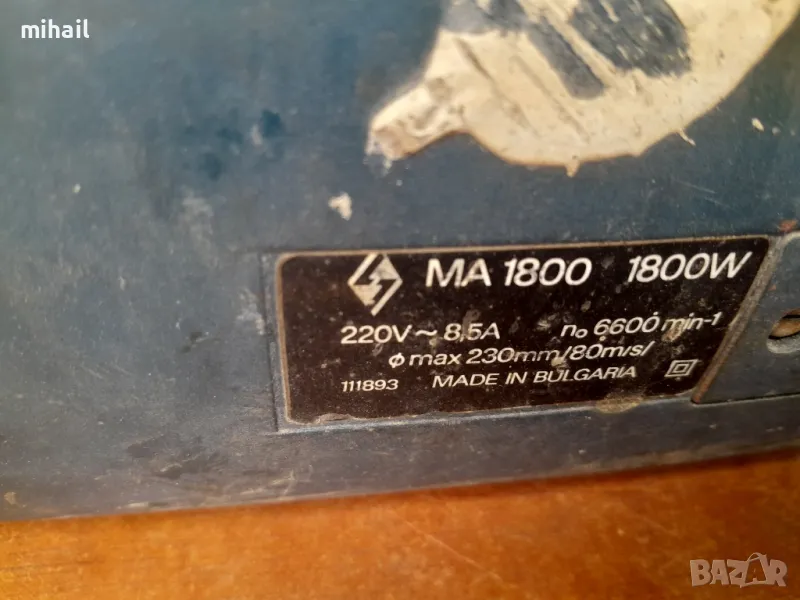 mihail
MA 1800 1800W
220V~ 8,5A n₀ 6600 min-1
ϕ max 230mm/80m/s/
111893 MADE IN BULGARIA
BAZAR